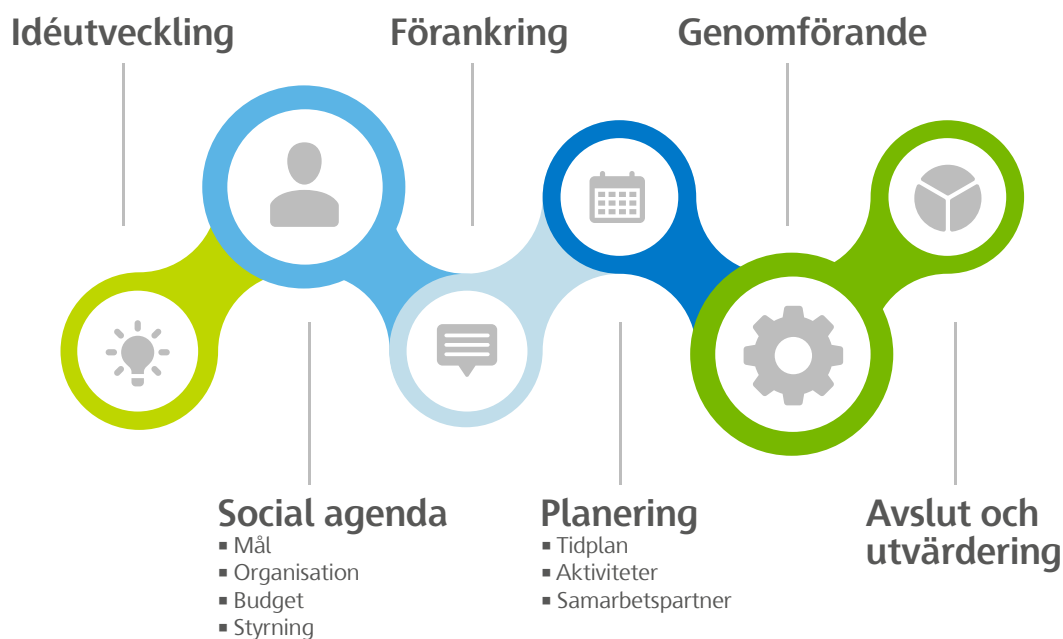 Idéutveckling
Förankring
Genomförande
Social agenda
▪ Mål
▪ Organisation
▪ Budget
▪ Styrning
Planering
▪ Tidplan
▪ Aktiviteter
▪ Samarbetspartner
Avslut och
utvärdering